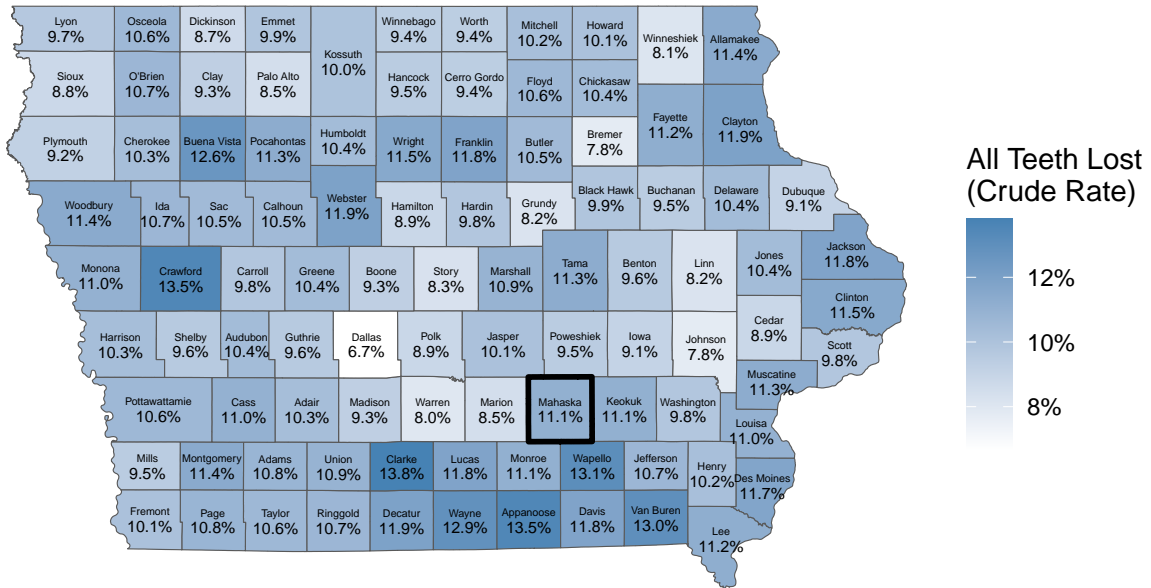 Lyon
9.7%
Osceola
10.6%
Dickinson
8.7%
Emmet
9.9%
Winnebago
9.4%
Worth
9.4%
Mitchell
10.2%
Howard
10.1%
Winneshiek
8.1%
Allamakee
11.4%
Kossuth
10.0%
Sioux
8.8%
O'Brien
10.7%
Clay
9.3%
Palo Alto
8.5%
Hancock
9.5%
Cerro Gordo
9.4%
Floyd
10.6%
Chickasaw
10.4%
Fayette
11.2%
Clayton
11.9%
Plymouth
9.2%
Cherokee
10.3%
Buena Vista
12.6%
Pocahontas
11.3%
Humboldt
10.4%
Wright
11.5%
Franklin
11.8%
Butler
10.5%
Bremer
7.8%
Woodbury
11.4%
Ida
10.7%
Sac
10.5%
Calhoun
10.5%
Webster
11.9%
Hamilton
8.9%
Hardin
9.8%
Grundy
8.2%
Black Hawk
9.9%
Buchanan
9.5%
Delaware
10.4%
Dubuque
9.1%
Monona
11.0%
Crawford
13.5%
Carroll
9.8%
Greene
10.4%
Boone
9.3%
Story
8.3%
Marshall
10.9%
Tama
11.3%
Benton
9.6%
Linn
8.2%
Jones
10.4%
Jackson
11.8%
Clinton
11.5%
Harrison
10.3%
Shelby
9.6%
Audubon
10.4%
Guthrie
9.6%
Dallas
6.7%
Polk
8.9%
Jasper
10.1%
Poweshiek
9.5%
Iowa
9.1%
Johnson
7.8%
Cedar
8.9%
Scott
9.8%
Muscatine
11.3%
Pottawattamie
10.6%
Cass
11.0%
Adair
10.3%
Madison
9.3%
Warren
8.0%
Marion
8.5%
Mahaska
11.1%
Keokuk
11.1%
Washington
9.8%
Louisa
11.0%
Mills
9.5%
Montgomery
11.4%
Adams
10.8%
Union
10.9%
Clarke
13.8%
Lucas
11.8%
Monroe
11.1%
Wapello
13.1%
Jefferson
10.7%
Henry
10.2%
Des Moines
11.7%
Fremont
10.1%
Page
10.8%
Taylor
10.6%
Ringgold
10.7%
Decatur
11.9%
Wayne
12.9%
Appanoose
13.5%
Davis
11.8%
Van Buren
13.0%
Lee
11.2%
All Teeth Lost
(Crude Rate)
12%
10%
8%